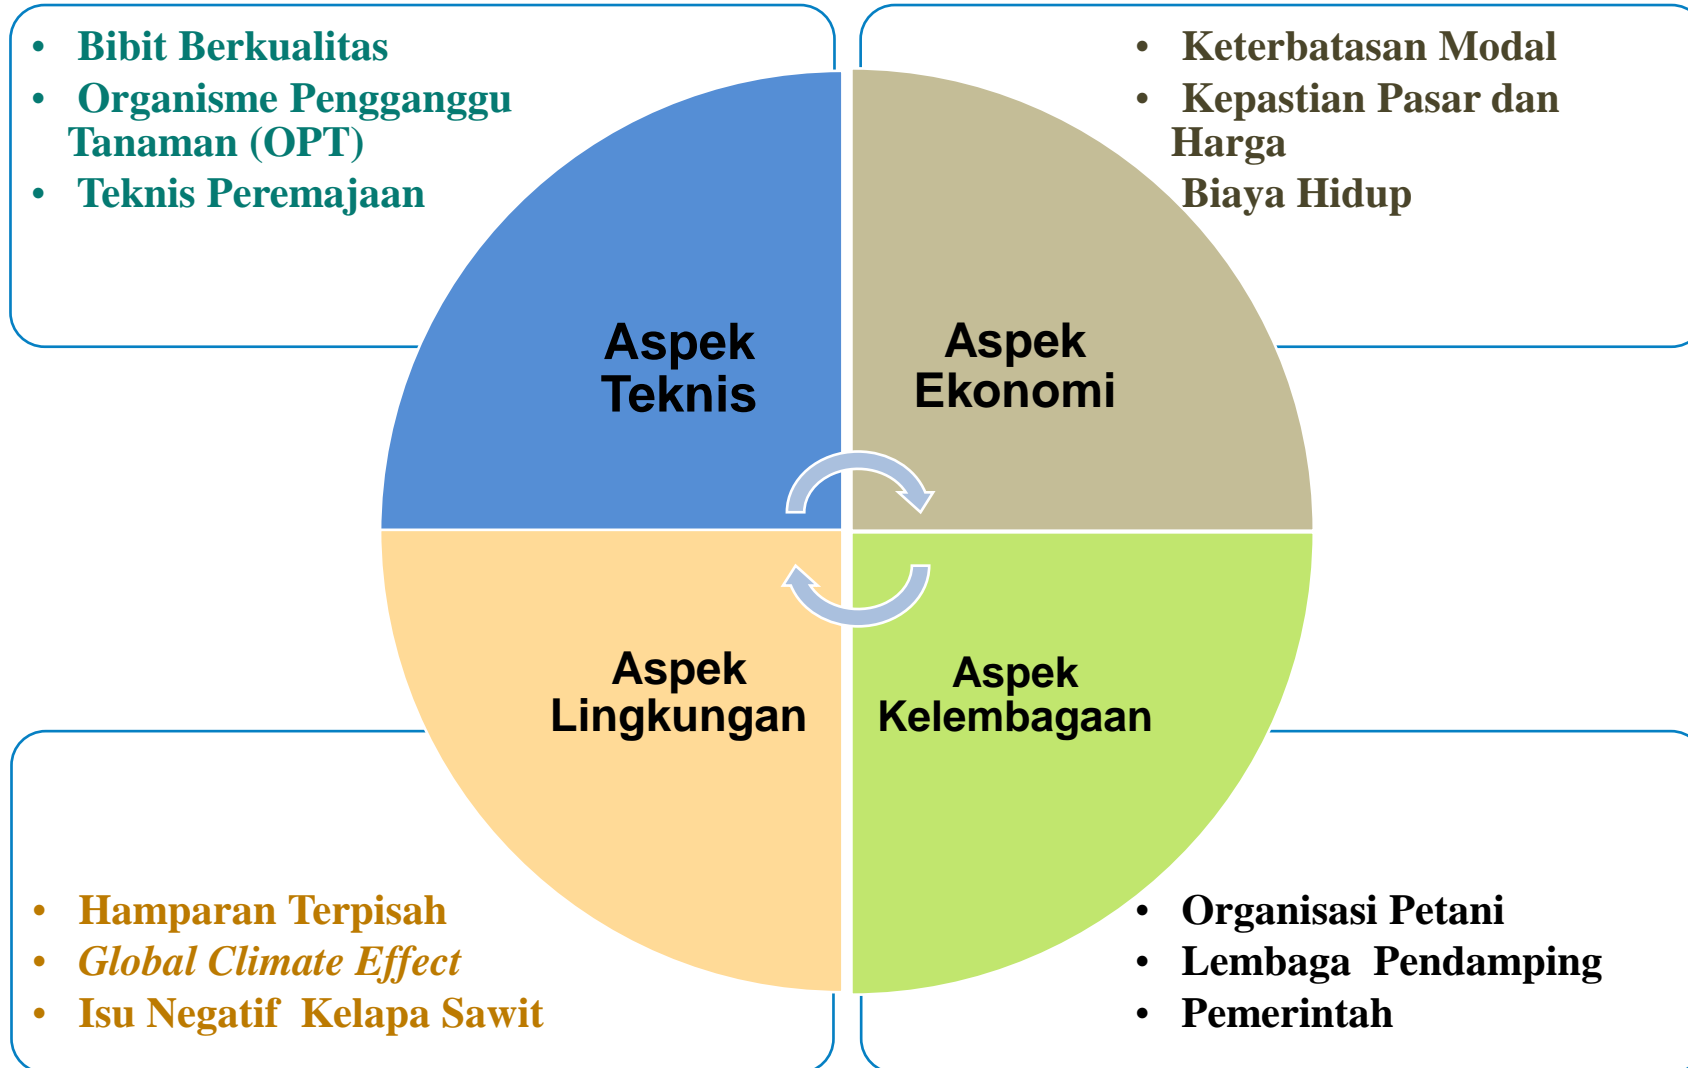 • Bibit Berkualitas
• Organisme Pengganggu
Tanaman (OPT)
• Teknis Peremajaan
• Keterbatasan Modal
• Kepastian Pasar dan
Harga
Biaya Hidup
Aspek
Teknis
Aspek
Ekonomi
Aspek
Lingkungan
Aspek
Kelembagaan
• Hamparan Terpisah
• Global Climate Effect
• Isu Negatif Kelapa Sawit
• Organisasi Petani
• Lembaga Pendamping
• Pemerintah